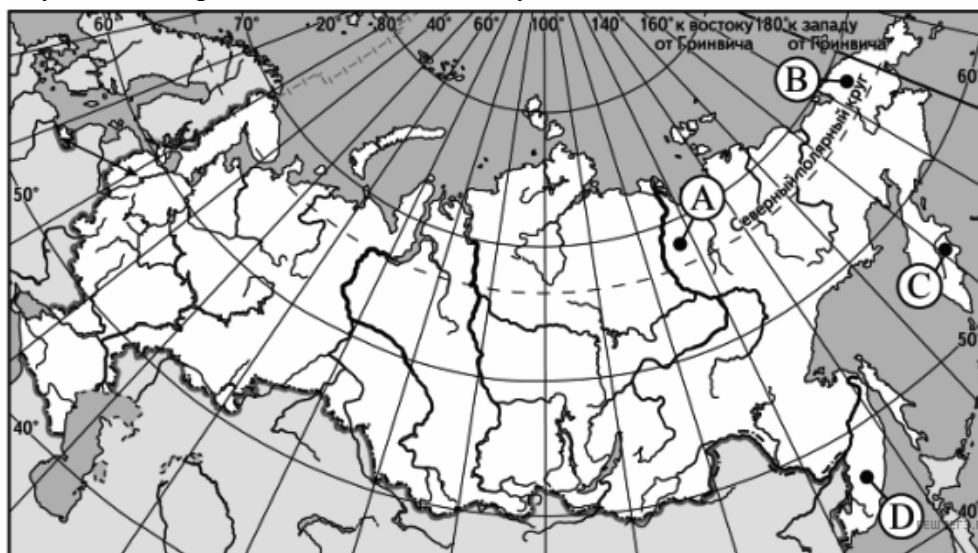 60° 70° 20° 40° 60° 80° 100° 120° 140° 160° к востоку 180° к западу
от Гринвича от Гринвича
60
B
A
Северный полярный круг
50°
C
50
40°
D
40